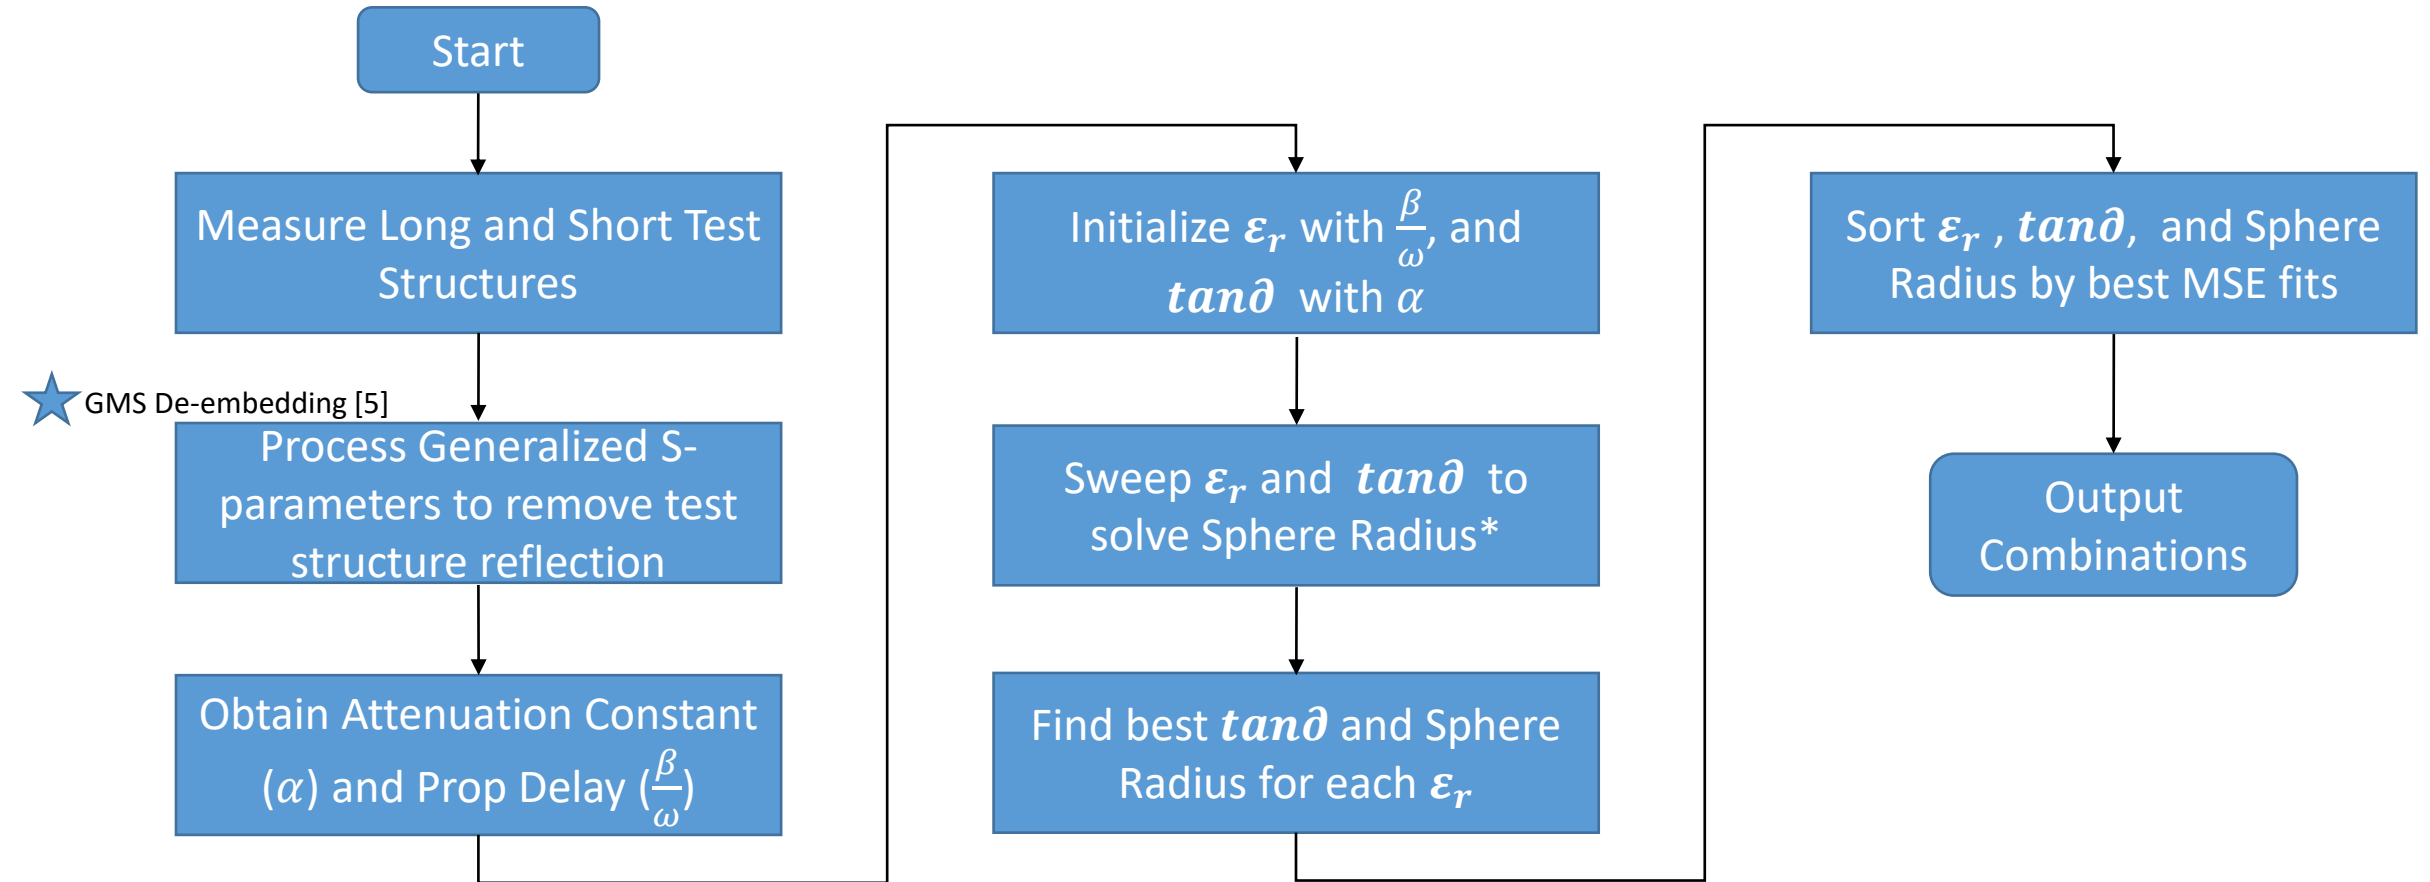 Start
Measure Long and Short Test
Structures
GMS De-embedding [5]
Process Generalized S-
parameters to remove test
structure reflection
Obtain Attenuation Constant
(α) and Prop Delay (β/ω)
Initialize εr with β/ω, and
tan∂ with α
Sweep εr and tan∂ to
solve Sphere Radius*
Find best tan∂ and Sphere
Radius for each εr
Sort εr , tan∂, and Sphere
Radius by best MSE fits
Output
Combinations